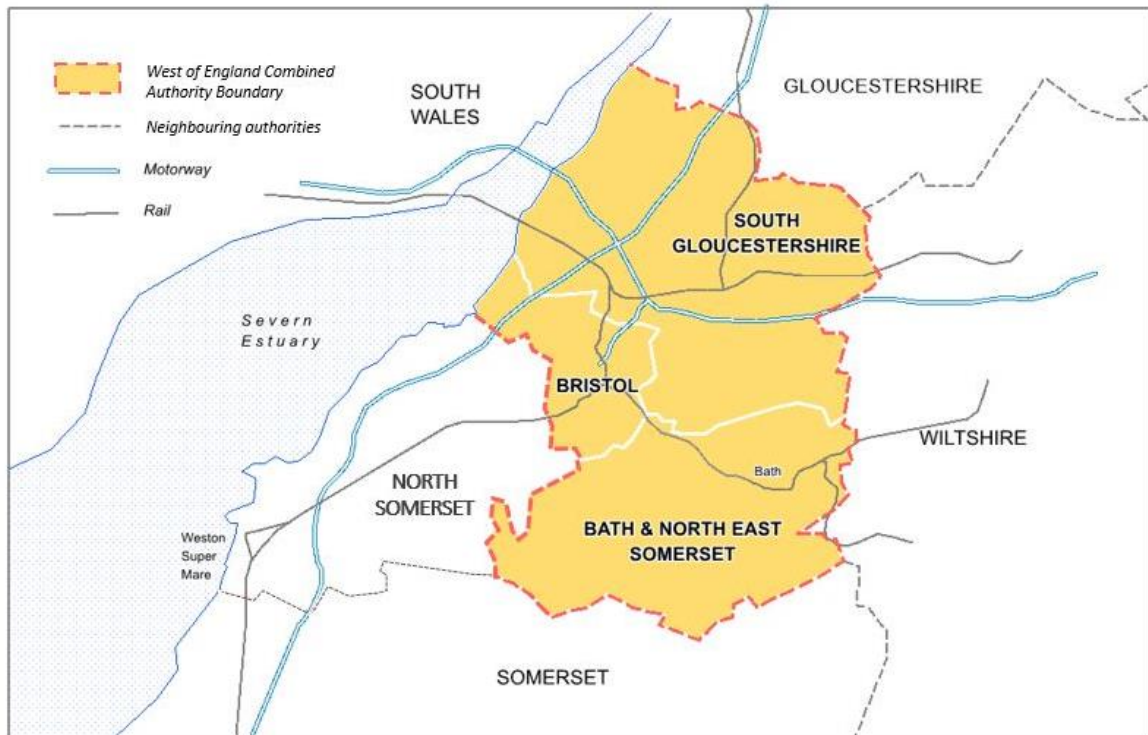 West of England Combined
Authority Boundary
Neighbouring authorities
Motorway
Rail
SOUTH
WALES
GLOUCESTERSHIRE
SOUTH
GLOUCESTERSHIRE
Severn
Estuary
BRISTOL
WILTSHIRE
Bath
NORTH
SOMERSET
BATH & NORTH EAST
SOMERSET
Weston
Super
Mare
SOMERSET